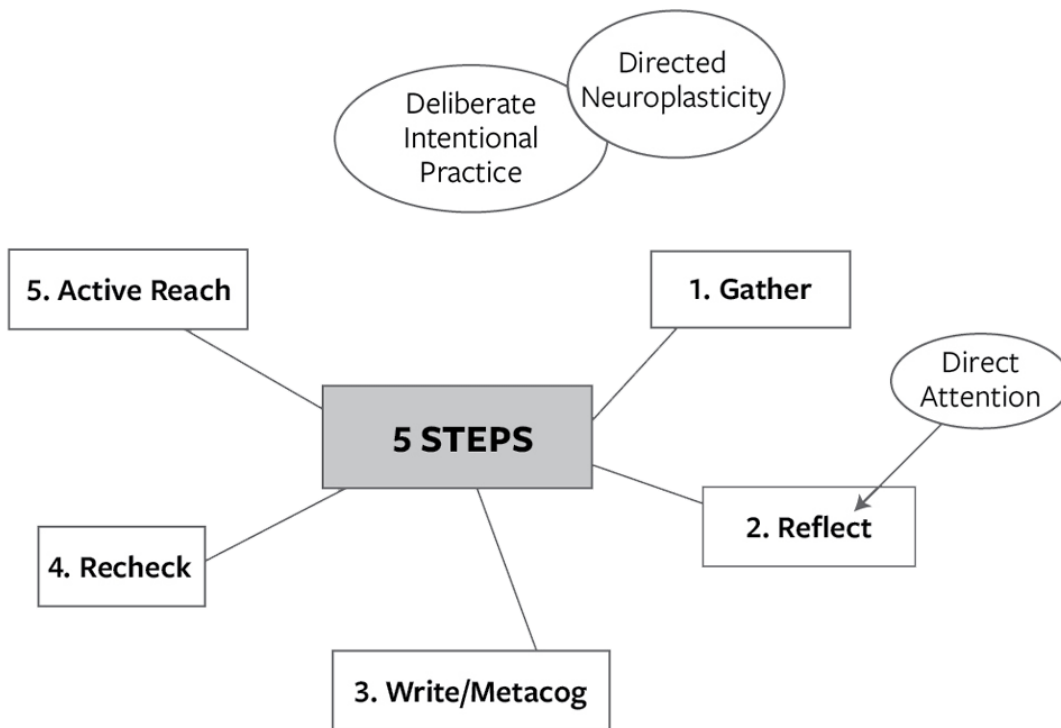 Directed
Neuroplasticity
Deliberate
Intentional
Practice
5. Active Reach
1. Gather
Direct
Attention
5 STEPS
2. Reflect
4. Recheck
3. Write/Metacog